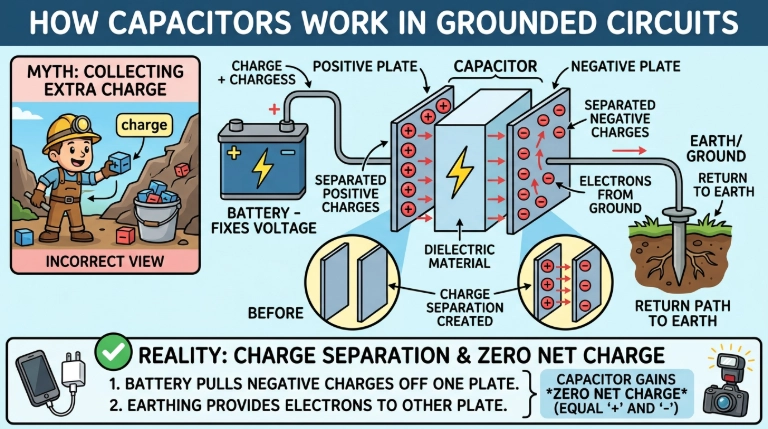 HOW CAPACITORS WORK IN GROUNDED CIRCUITS
MYTH: COLLECTING
EXTRA CHARGE
charge
INCORRECT VIEW
CHARGE
+ CHARGESS
POSITIVE PLATE
CAPACITOR
NEGATIVE PLATE
SEPARATED
NEGATIVE
CHARGES
EARTH/
GROUND
RETURN
TO EARTH
SEPARATED
POSITIVE
CHARGES
ELECTRONS
FROM
GROUND
BATTERY –
FIXES VOLTAGE
DIELECTRIC
MATERIAL
BEFORE
CHARGE
SEPARATION
CREATED
RETURN PATH
TO EARTH
REALITY: CHARGE SEPARATION & ZERO NET CHARGE
1. BATTERY PULLS NEGATIVE CHARGES OFF ONE PLATE.
2. EARTHING PROVIDES ELECTRONS TO OTHER PLATE.
CAPACITOR GAINS
*ZERO NET CHARGE*
(EQUAL '+' AND '-')